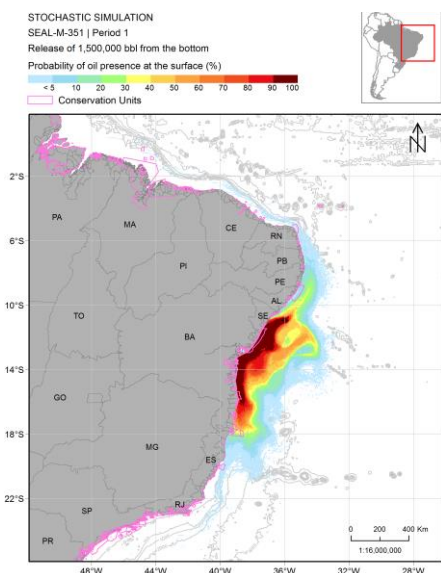 STOCHASTIC SIMULATION
SEAL-M-351 | Period 1
Release of 1,500,000 bbl from the bottom
Probability of oil presence at the surface (%)
< 5 10 20 30 40 50 60 70 80 90 100
Conservation Units
N
2°S
PA
MA
CE
RN
6°S
PB
PI
PE
AL
10°S
TO
SE
BA
14°S
GO
18°S
MG
ES
22°S
RJ
SP
0 200 400 Km
PR
1:16,000,000
48°W 44°W 40°W 36°W 32°W 28°W